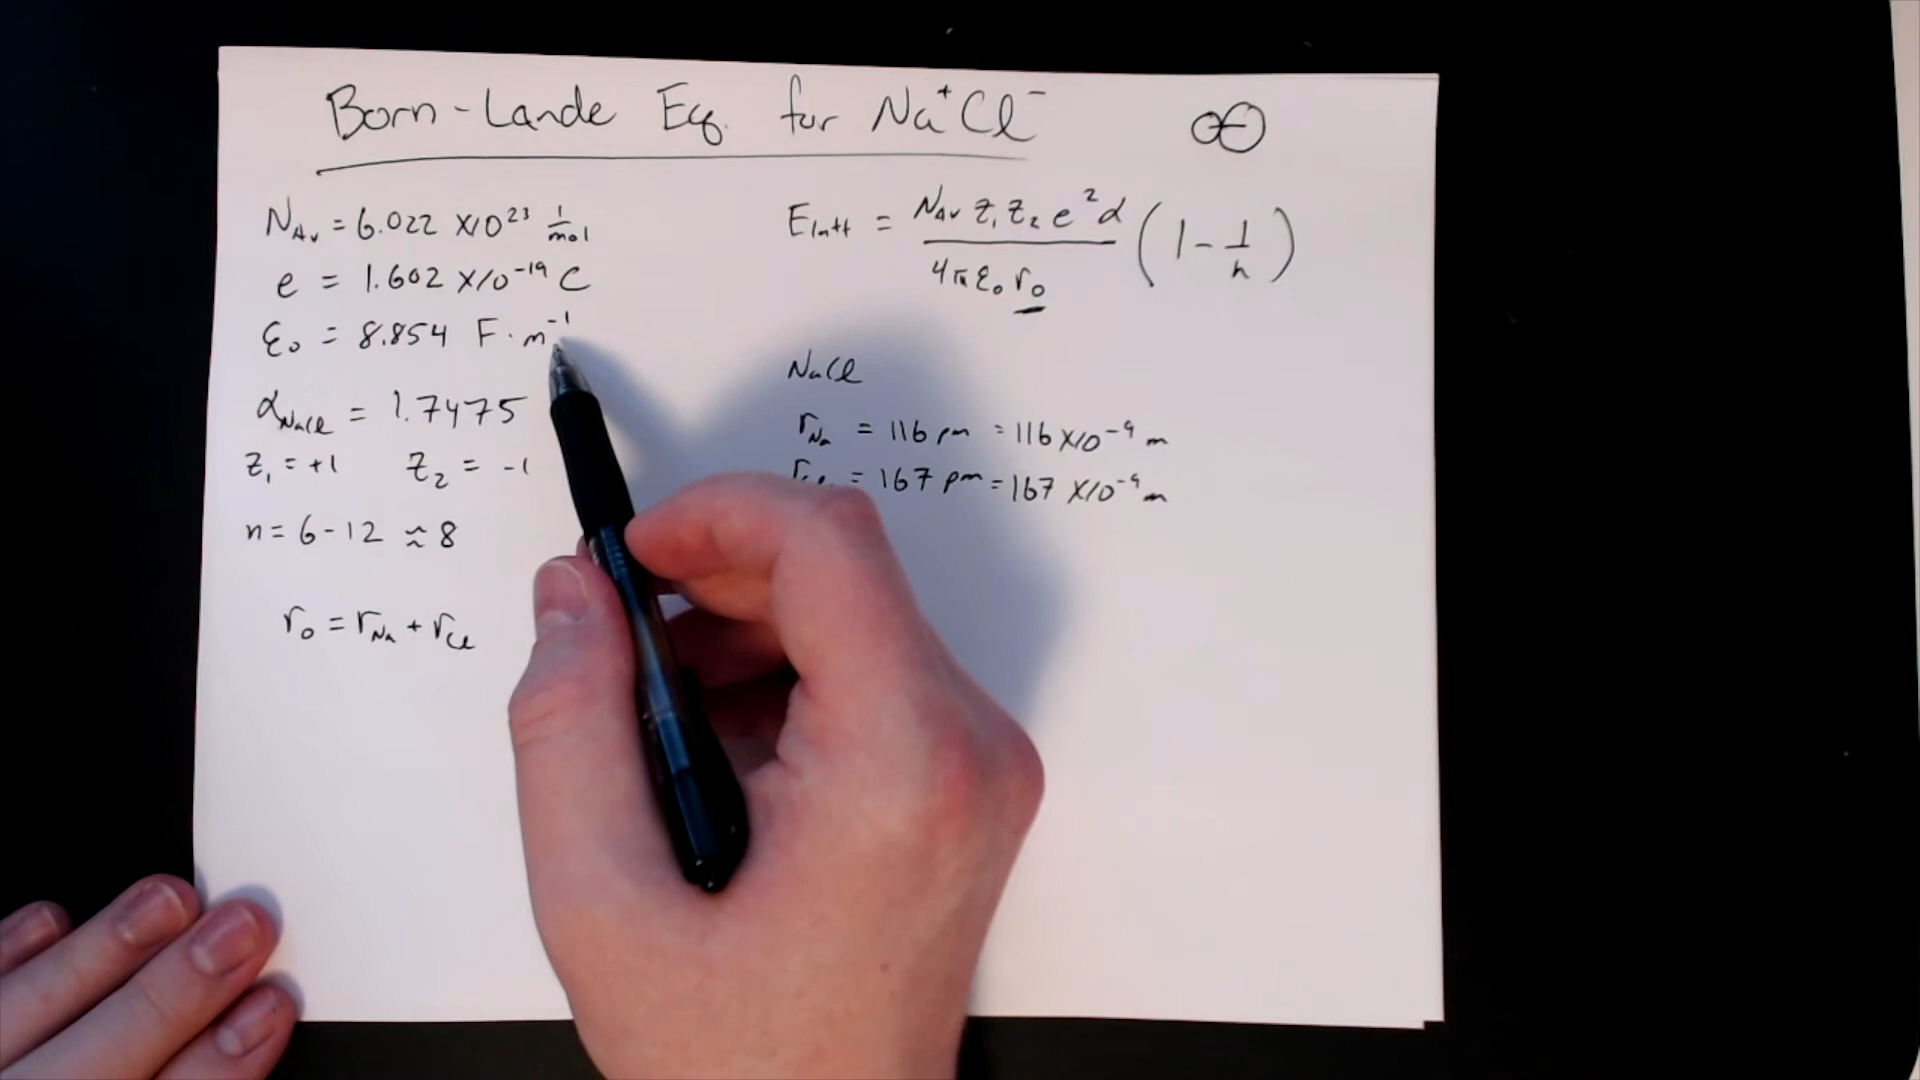 Born-Lande Eq. for Na⁺Cl⁻
N_Av = 6.022 x10²³ 1/mol
e = 1.602 x10⁻¹⁹ C
ε₀ = 8.854 F·m⁻¹
α_NaCl = 1.7475
z₁ = +1 z₂ = -1
n = 6-12 ≈ 8
r₀ = r_Na + r_Cl
E_latt = N_Av z₁ z₂ e² α / 4πε₀ r₀ (1 - 1/n)
NaCl
r_Na = 116 pm = 116 x10⁻⁹ m
= 167 pm = 167 x10⁻⁹ m